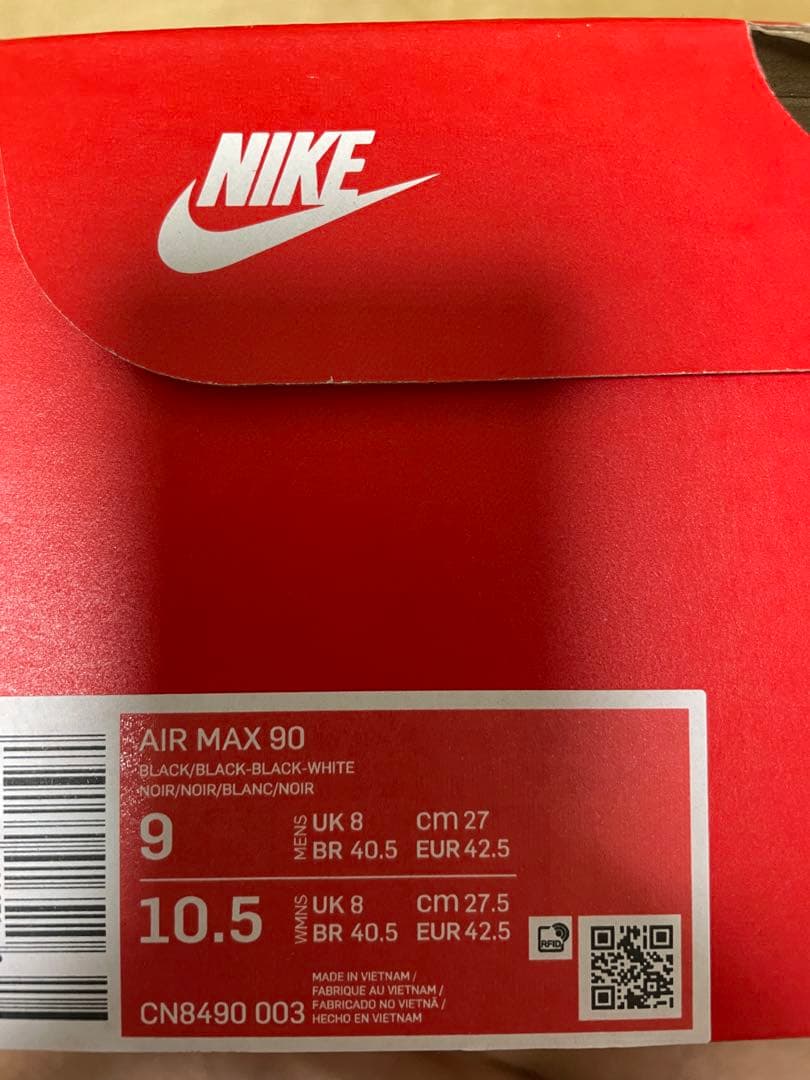 NIKE
AIR MAX 90
BLACK/BLACK-BLACK-WHITE
NOIR/NOIR/BLANC/NOIR
9 MENS UK 8 cm 27
BR 40.5 EUR 42.5
10.5 WMNS UK 8 cm 27.5
BR 40.5 EUR 42.5
RFID
MADE IN VIETNAM /
FABRIQUE AU VIETNAM /
FABRICADO NO VIETNÃ /
HECHO EN VIETNAM
CN8490 003